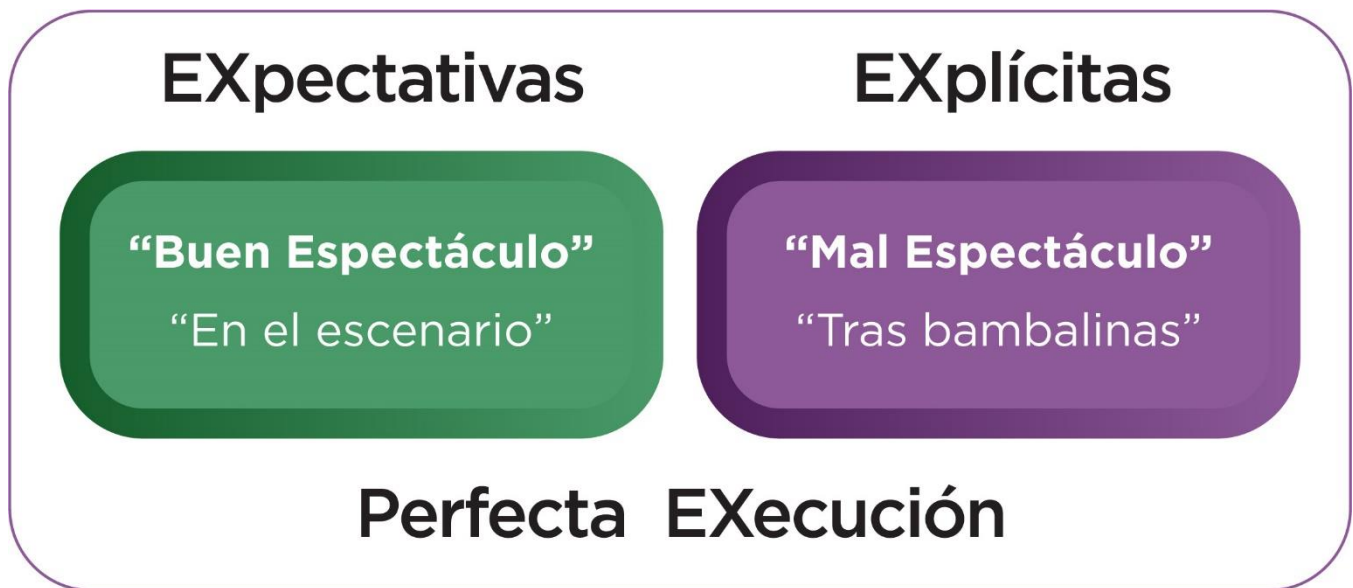 EXpectativas EXplícitas
“Buen Espectáculo”
“En el escenario”
“Mal Espectáculo”
“Tras bambalinas”
Perfecta EXecución